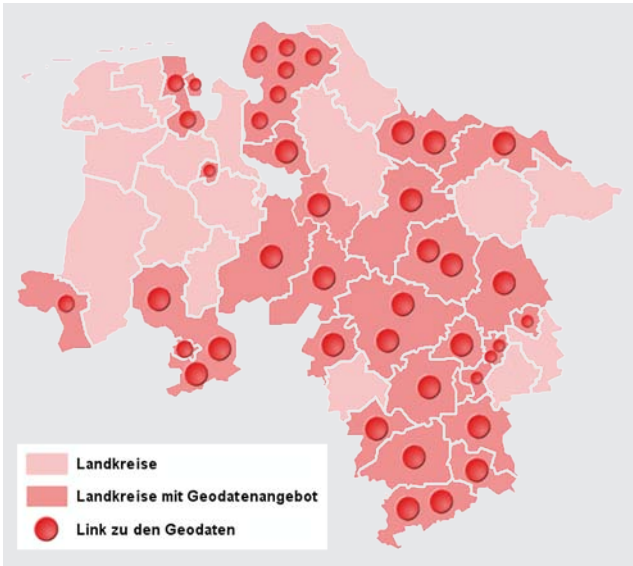 Landkreise
Landkreise mit Geodatenangebot
Link zu den Geodaten